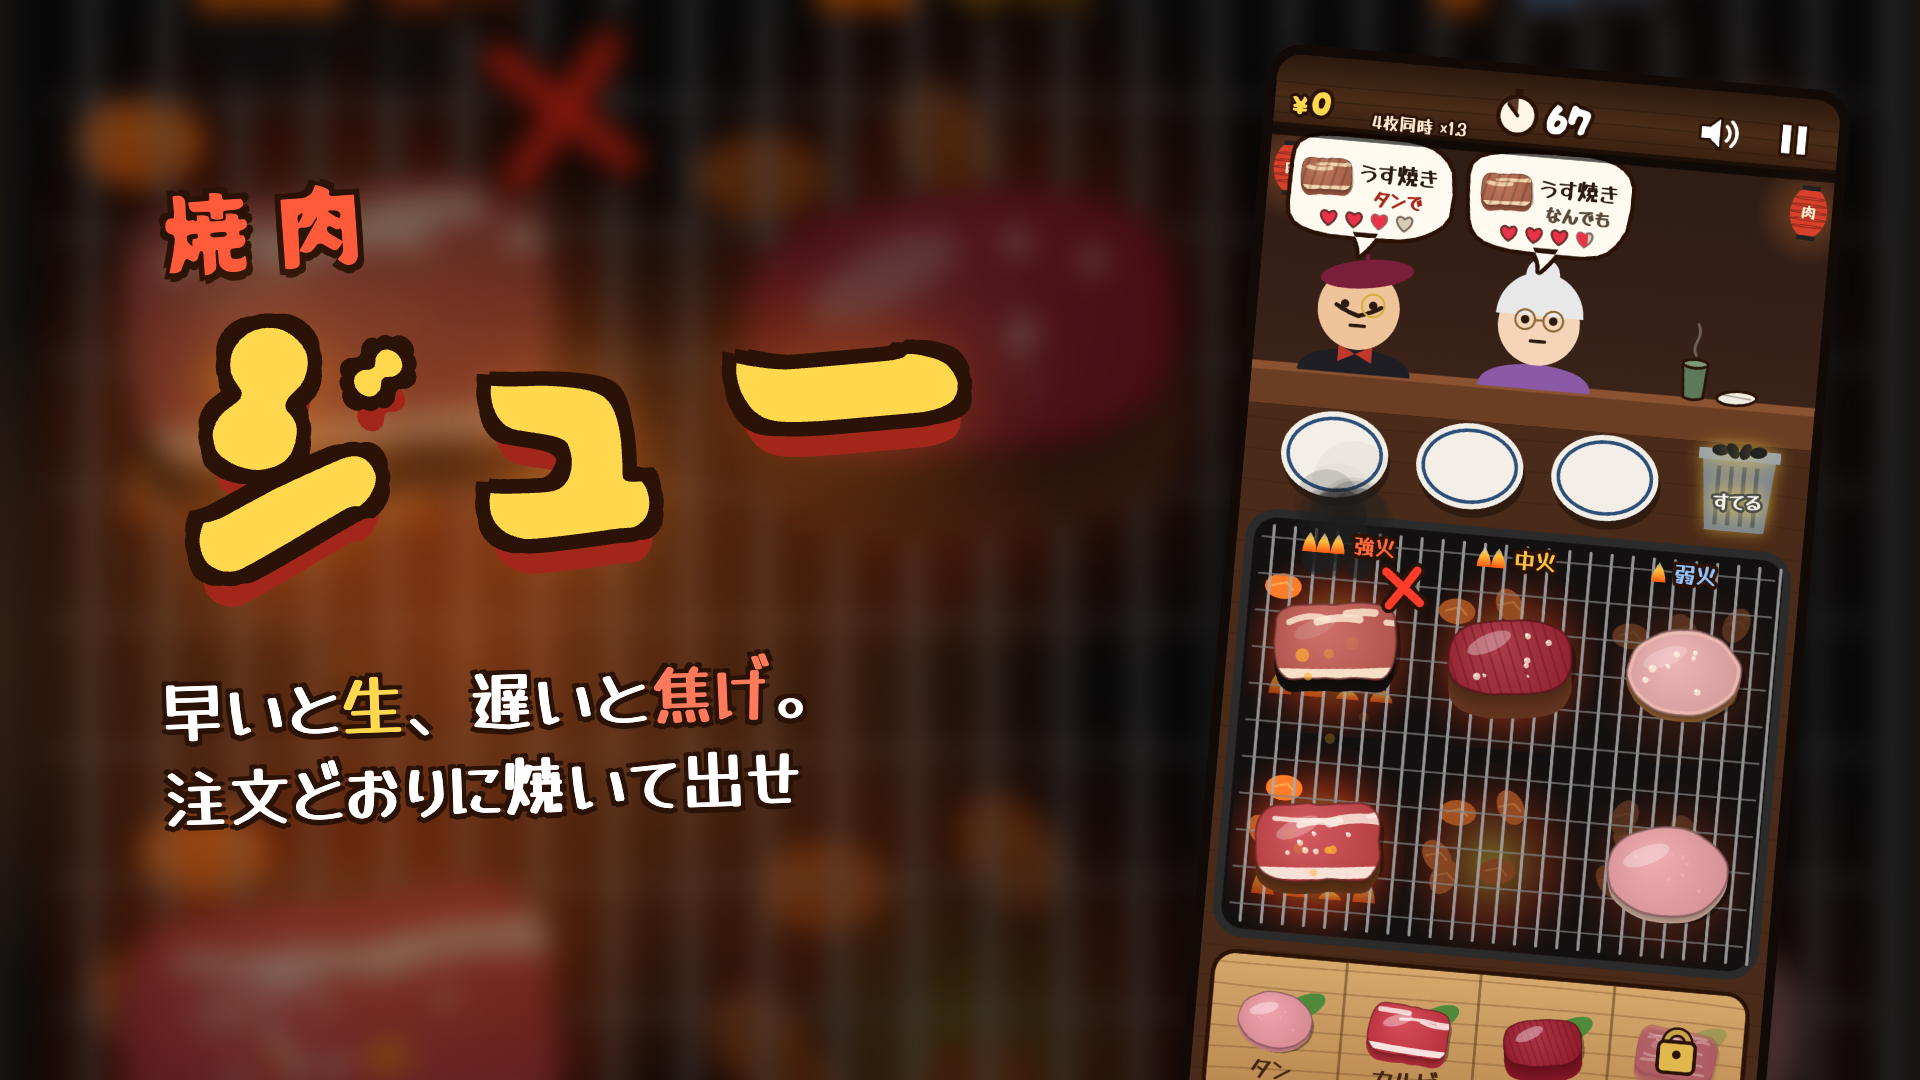 焼肉
ジュー
早いと生、遅いと焦げ。
注文どおりに焼いて出せ
¥0
4枚同時 ×1.3
67
うす焼き
タンで
うす焼き
なんでも
肉
すてる
強火
中火
弱火
タン
カルビ